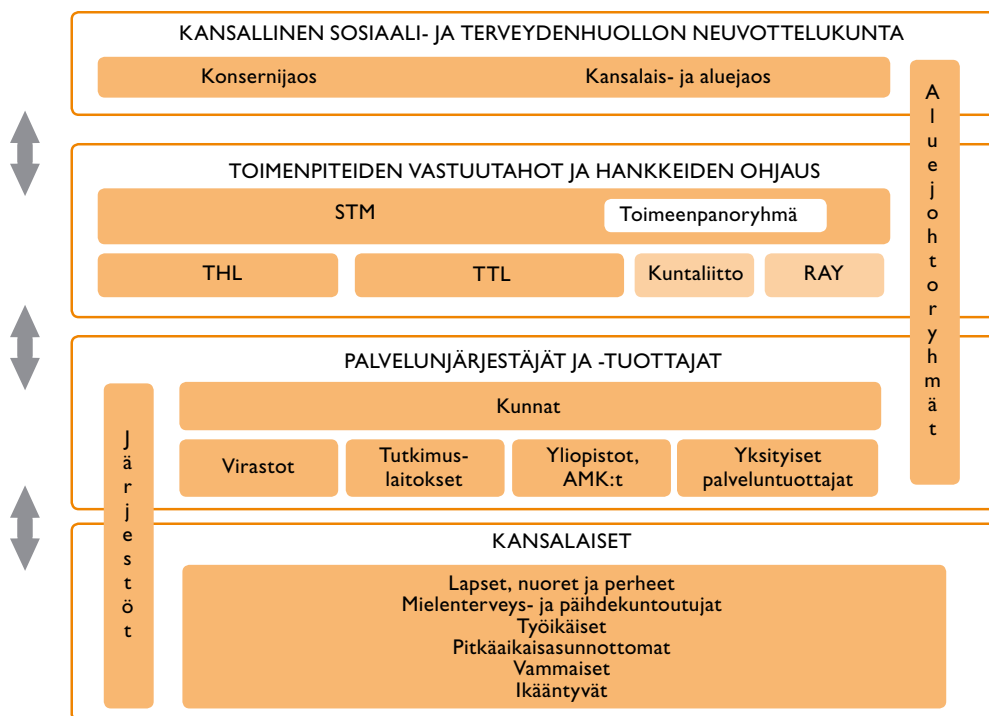 KANSALLINEN SOSIAALI- JA TERVEYDENHUOLLON NEUVOTTELUKUNTA
Konsernijaos
Kansalais- ja aluejaos
Aluejohtoryhmät
TOIMENPITEIDEN VASTUUTAHOT JA HANKKEIDEN OHJAUS
STM
Toimeenpanoryhmä
THL
TTL
Kuntaliitto
RAY
PALVELUNJÄRJESTÄJÄT JA -TUOTTAJAT
Järjestöt
Kunnat
Virastot
Tutkimus-
laitokset
Yliopistot,
AMK:t
Yksityiset
palveluntuottajat
KANSALAISET
Lapset, nuoret ja perheet
Mielenterveys- ja päihdekuntoutujat
Työikäiset
Pitkäaikaisasunnottomat
Vammaiset
Ikääntyvät